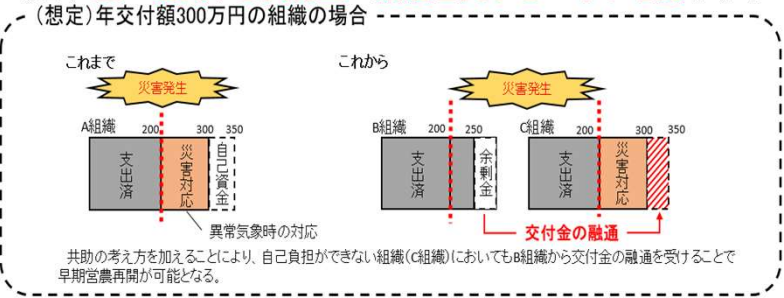 （想定）年交付額300万円の組織の場合
これまで
災害発生
A組織
200
300
350
支出済
災害対応
自己資金
異常気象時の対応
これから
災害発生
B組織
200
250
支出済
余剰金
C組織
200
300
350
支出済
災害対応
交付金の融通
共助の考え方を加えることにより、自己負担ができない組織（C組織）においてもB組織から交付金の融通を受けることで
早期営農再開が可能となる。